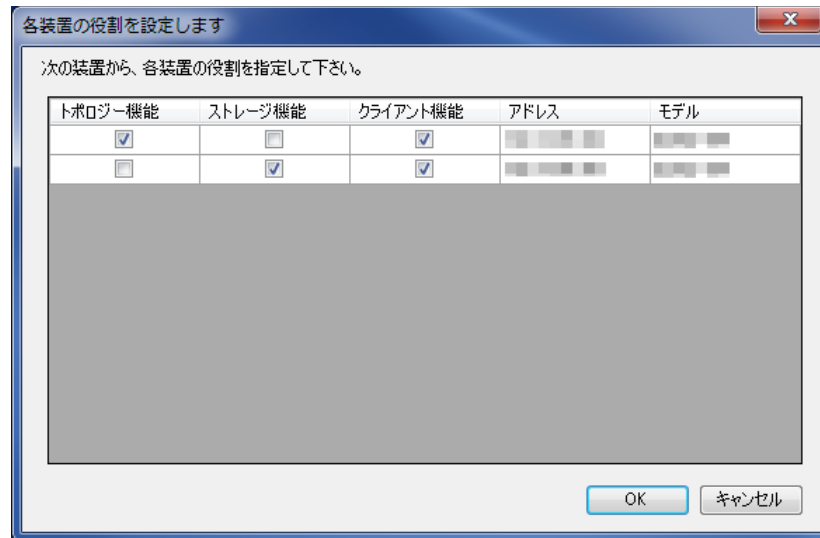 各装置の役割を設定します
次の装置から、各装置の役割を指定して下さい。
トポロジー機能 ストレージ機能 クライアント機能 アドレス モデル
OK キャンセル